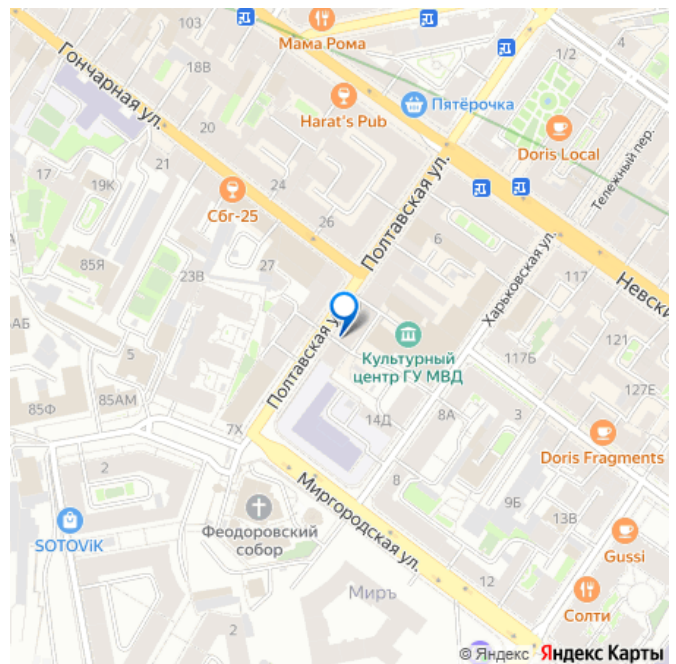 103
Мама Рома
1/2
4
18В
Гончарная ул.
Пятёрочка
Harat's Pub
Doris Local
Тележный пер.
20
21
17
19К
24
Сбг-25
26
Полтавская ул.
6
Харьковская ул.
85Я
23В
27
117
Невски
АБ
5
Полтавская у
Культурный
центр ГУ МВД
121
117Б
127Е
85Ф
85АМ
7Х
14Д
8А
3
Doris Fragments
2
8
9Б
13В
Феодоровский
собор
Миргородская ул.
SOTOViK
Gussi
12
Миръ
Солти
2
© Яндекс Яндекс Карты